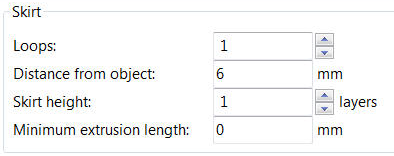 Skirt
Loops: 1
Distance from object: 6 mm
Skirt height: 1 layers
Minimum extrusion length: 0 mm